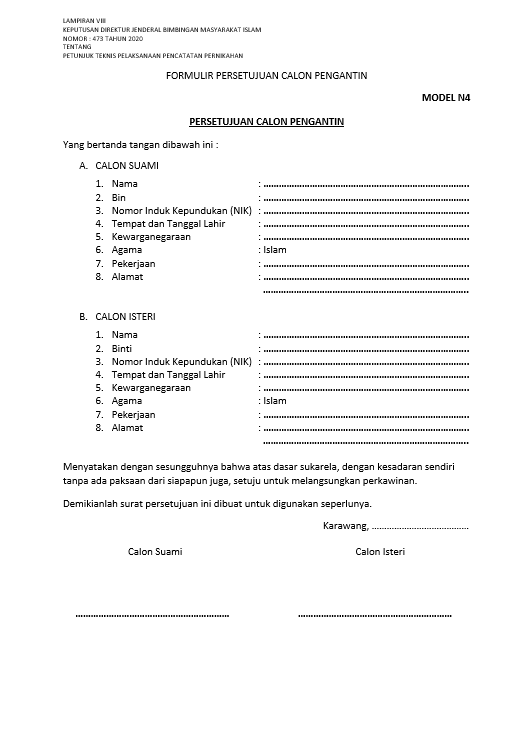 LAMPIRAN VIII
KEPUTUSAN DIREKTUR JENDERAL BIMBINGAN MASYARAKAT ISLAM
NOMOR : 473 TAHUN 2020
TENTANG
PETUNJUK TEKNIS PELAKSANAAN PENCATATAN PERNIKAHAN
FORMULIR PERSETUJUAN CALON PENGANTIN
MODEL N4
PERSETUJUAN CALON PENGANTIN
Yang bertanda tangan dibawah ini :
A. CALON SUAMI
1. Nama : ........................................................................
2. Bin : ........................................................................
3. Nomor Induk Kependukan (NIK) : ........................................................................
4. Tempat dan Tanggal Lahir : ........................................................................
5. Kewarganegaraan : ........................................................................
6. Agama : Islam
7. Pekerjaan : ........................................................................
8. Alamat : ........................................................................
........................................................................
B. CALON ISTERI
1. Nama : ........................................................................
2. Binti : ........................................................................
3. Nomor Induk Kependukan (NIK) : ........................................................................
4. Tempat dan Tanggal Lahir : ........................................................................
5. Kewarganegaraan : ........................................................................
6. Agama : Islam
7. Pekerjaan : ........................................................................
8. Alamat : ........................................................................
........................................................................
Menyatakan dengan sesungguhnya bahwa atas dasar sukarela, dengan kesadaran sendiri
tanpa ada paksaan dari siapapun juga, setuju untuk melangsungkan perkawinan.
Demikianlah surat persetujuan ini dibuat untuk digunakan seperlunya.
Karawang, ....................................
Calon Suami Calon Isteri
........................................................ ........................................................